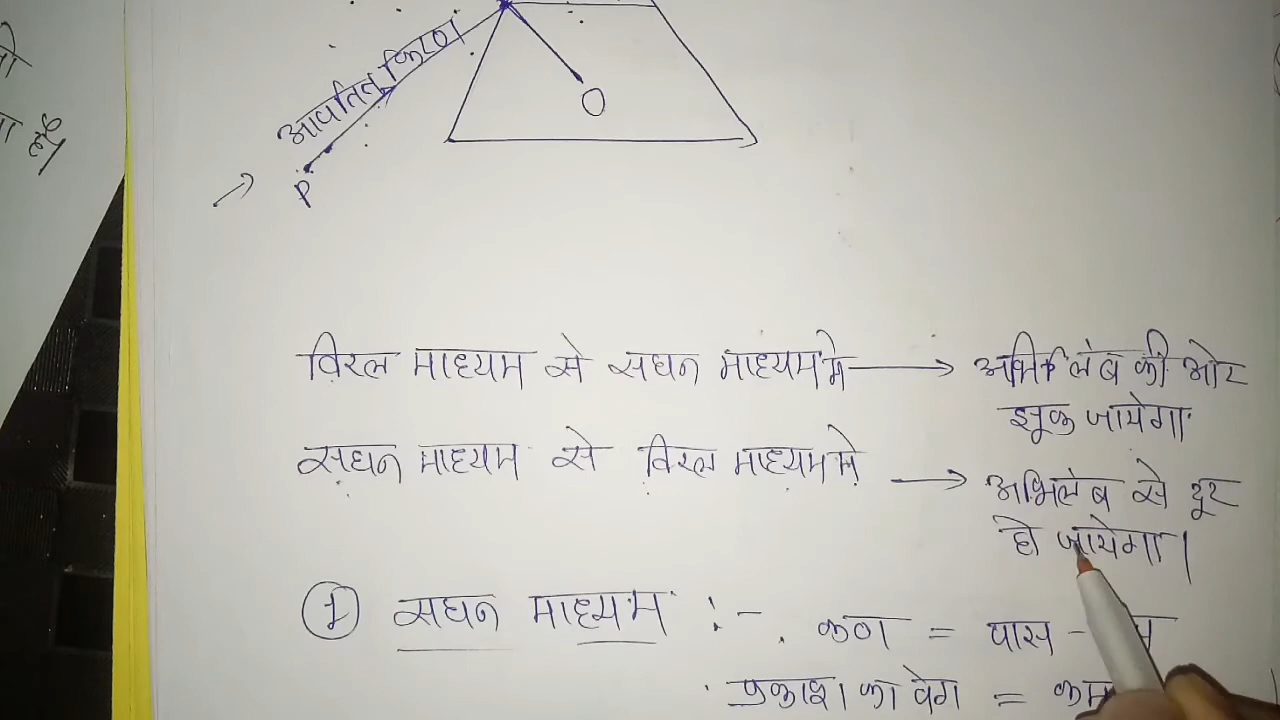 आपतित किरण
O
P
है
विरल माध्यम से सघन माध्यम मे → अभिलंब की ओर
झूक जायेगा
सघन माध्यम से विरल माध्यम मे → अभिलंब से दूर
हो जायेगा।
① सघन माध्यम :- कण = पास -
प्रकाश का वेग = कम